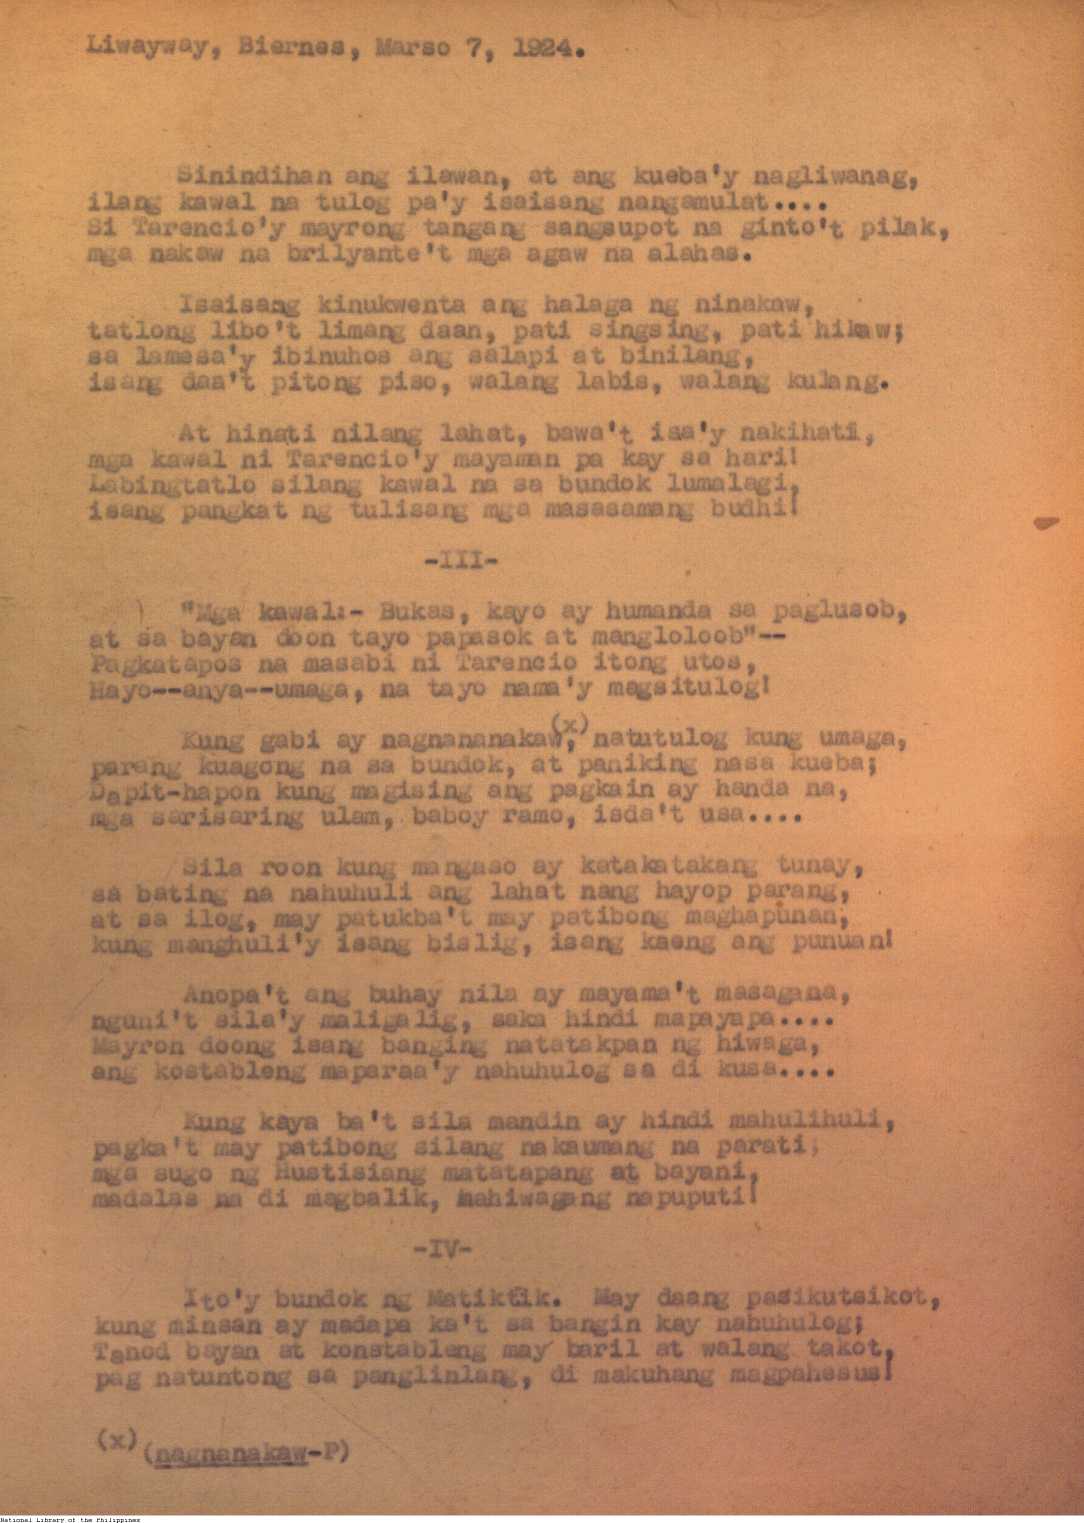 Liwayway, Biernes, Marso 7, 1924.
Sinindihan ang ilawan, at ang kueba'y nagliwanag,
ilang kawal na tulog pa'y isaisang nangamulat....
Si Tarencio'y mayrong tangang sangsupot na ginto't pilak,
mga nakaw na brilyante't mga agaw na alahas.
Isaisang kinukwenta ang halaga ng ninakaw,
tatlong libo't limang daan, pati singsing, pati hikaw;
sa lamesa'y ibinuhos ang salapi at binilang,
isang daa't pitong piso, walang labis, walang kulang.
At hinati nilang lahat, bawa't isa'y nakihati,
mga kawal ni Tarencio'y mayaman pa kay sa hari!
Labingtatlo silang kawal na sa bundok lumalagi,
isang pangkat ng tulisang mga masasamang budhi!
-III-
"Mga kawal:- Bukas, kayo ay humanda sa paglusob,
at sa bayan doon tayo papasok at mangloloob"--
Pagkatapos na masabi ni Tarencio itong utos,
Hayo--anya--umaga, na tayo nama'y magsitulog!
Kung gabi ay nagnananakaw,(x) natutulog kung umaga,
parang kuagong na sa bundok, at paniking nasa kueba;
Dapit-hapon kung magising ang pagkain ay handa na,
mga sarisaring ulam, baboy ramo, isda't usa....
Sila roon kung mangaso ay katakatakang tunay,
sa bating na nahuhuli ang lahat nang hayop parang,
at sa ilog, may patukba't may patibong maghapunan;
kung manghuli'y isang bislig, isang kaeng ang punuan!
Anopa't ang buhay nila ay mayama't masagana,
nguni't sila'y maligalig, saka hindi mapayapa....
Mayron doong isang banging natatakpan ng hiwaga,
ang kostableng maparaa'y nahuhulog sa di kusa....
Kung kaya ba't sila mandin ay hindi mahulihuli,
pagka't may patibong silang nakaumang na parati;
mga sugo ng Hustisiang matatapang at bayani,
madalas na di magbalik, mahiwagang napuputi!
-IV-
Ito'y bundok ng Matiktik. May daang pasikutsikot,
kung minsan ay madapa ka't sa bangin kay nahuhulog;
Tanod bayan at konstableng may baril at walang takot,
pag natuntong sa panglinlang, di makuhang magpahesus!
(x) (nagnanakaw-P)
National Library of the Philippines